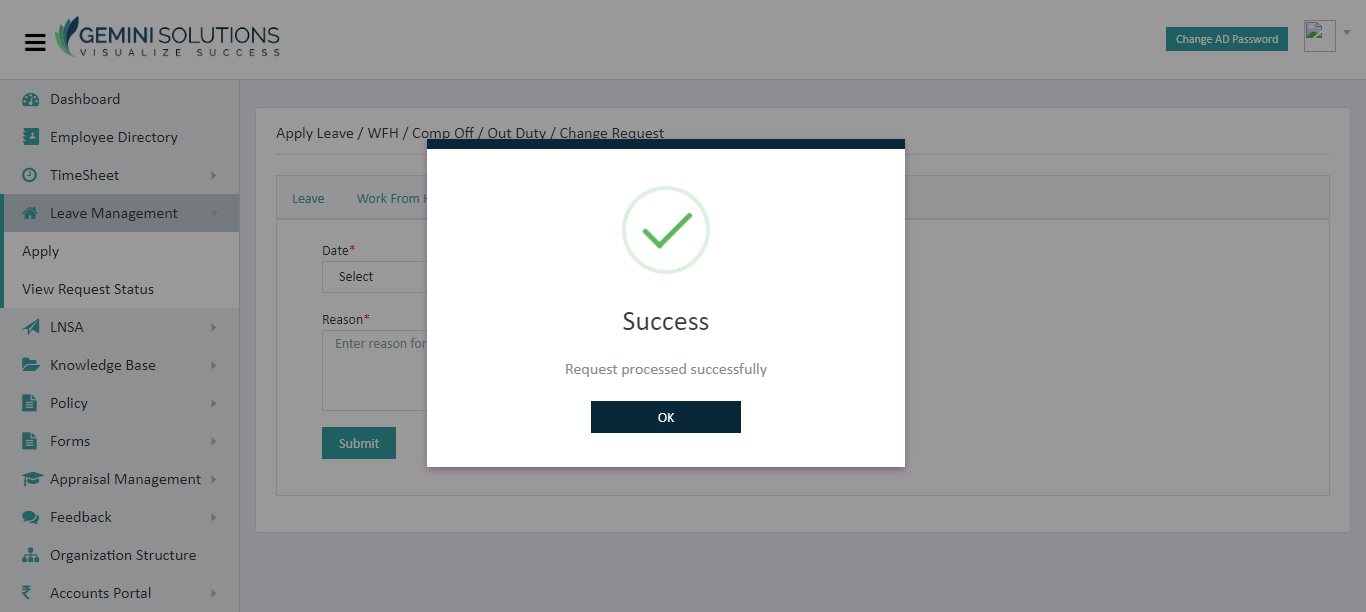 GEMINI SOLUTIONS
VISUALIZE SUCCESS
Change AD Password
Dashboard
Employee Directory
TimeSheet
Leave Management
Apply
View Request Status
LNSA
Knowledge Base
Policy
Forms
Appraisal Management
Feedback
Organization Structure
₹ Accounts Portal
Apply Leave / WFH / Comp Off / Out Duty / Change Request
Leave Work From
Date*
Select
Reason*
Enter reason for
Submit
Success
Request processed successfully
OK